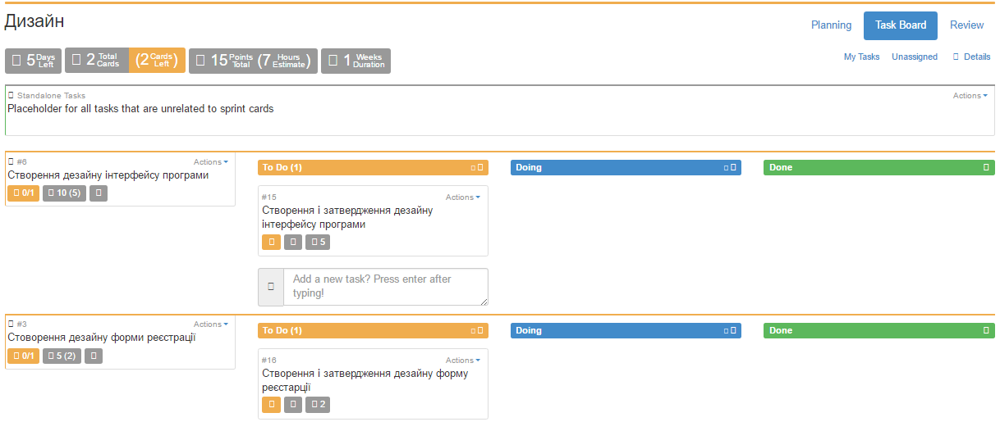 Дизайн
Planning Task Board Review
5 Days Left 2 Total Cards (2 Cards Left) 15 Points Total (7 Hours Estimate) 1 Weeks Duration
My Tasks Unassigned Details
Standalone Tasks Actions
Placeholder for all tasks that are unrelated to sprint cards
#6 Actions
Створення дезайну інтерфейсу програми
0/1 10 (5)
To Do (1) Doing Done
#15 Actions
Створення і затвердження дезайну
інтерфейсу програми
5
Add a new task? Press enter after
typing!
#3 Actions
Стоворення дезайну форми реєстрації
0/1 5 (2)
To Do (1) Doing Done
#16 Actions
Створення і затвердження дезайну форму
реєстарції
2